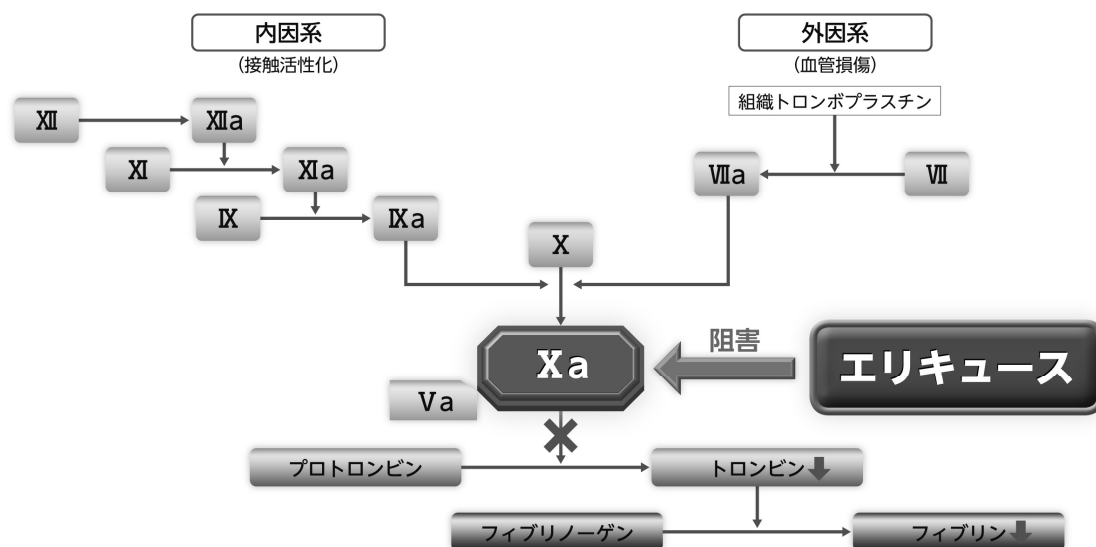 内因系
(接触活性化)
外因系
(血管損傷)
組織トロンボプラスチン
Ⅻ
Ⅻa
Ⅺ
Ⅺa
Ⅶa
Ⅶ
Ⅸ
Ⅸa
Ⅹ
Ⅹa
阻害
エリキュース
Ⅴa
プロトロンビン
トロンビン
フィブリノーゲン
フィブリン